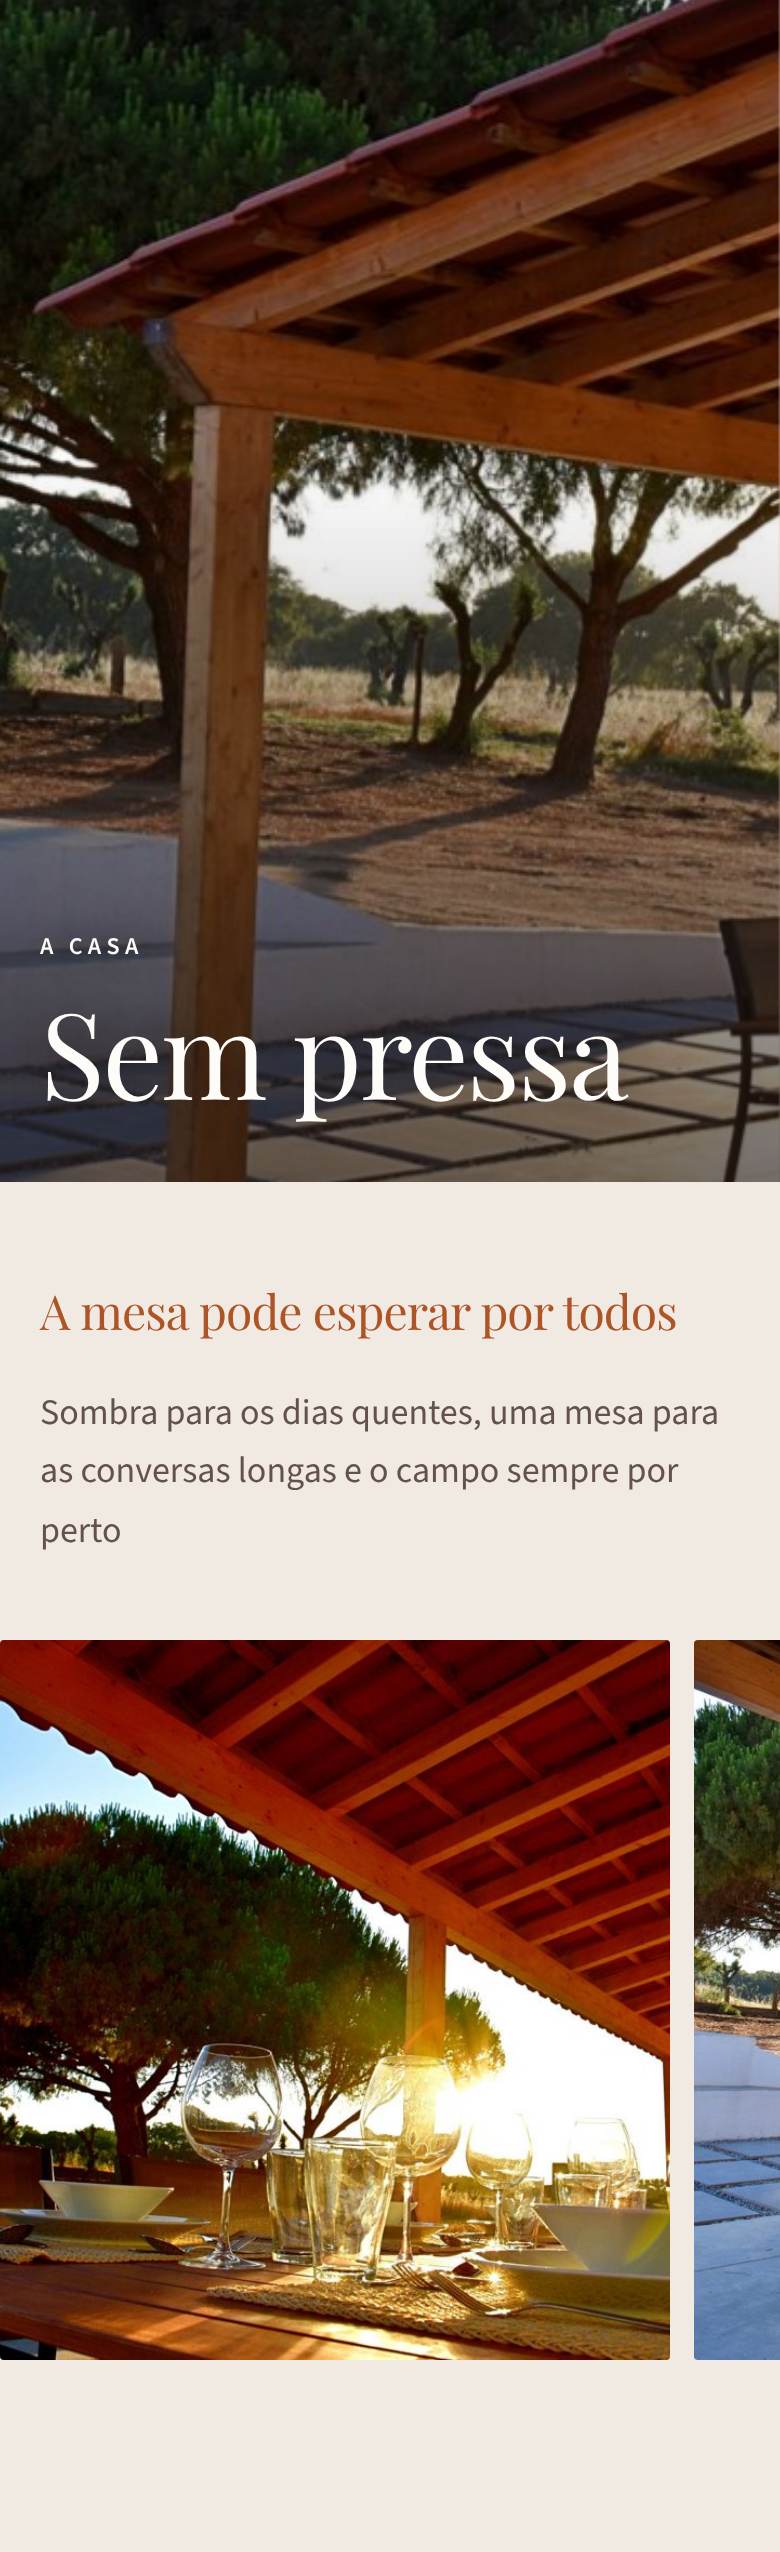 A CASA
Sem pressa
A mesa pode esperar por todos
Sombra para os dias quentes, uma mesa para
as conversas longas e o campo sempre por
perto